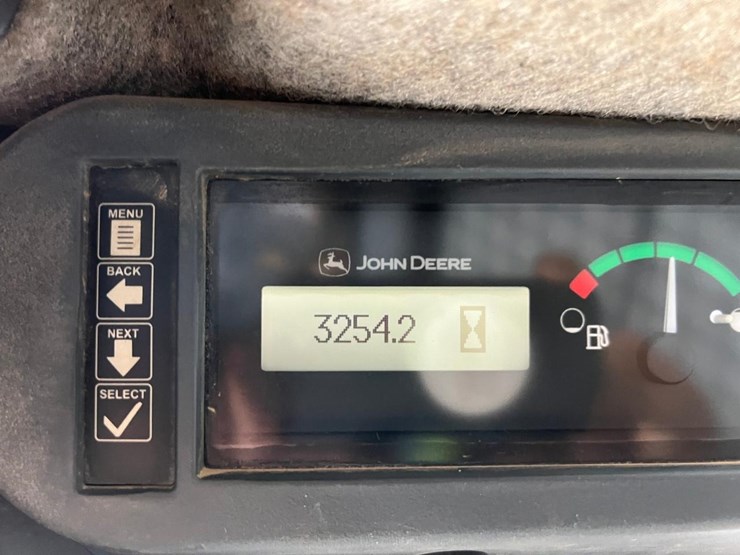 MENU
BACK
NEXT
SELECT
JOHN DEERE
3254.2